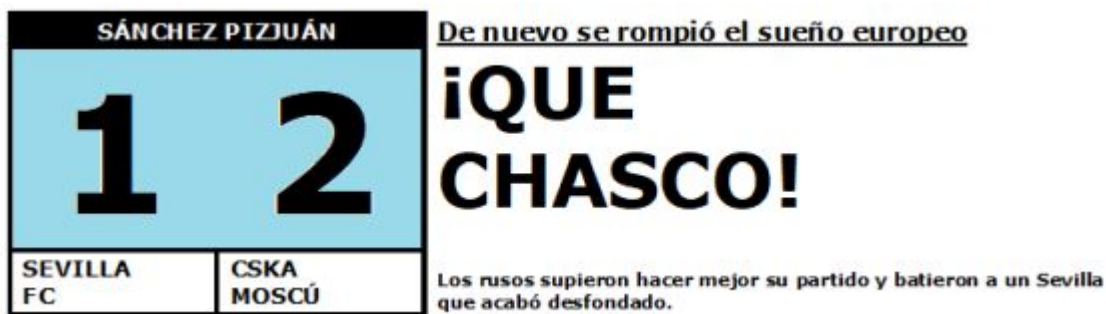 SÁNCHEZ PIZJUÁN
1 2
SEVILLA
FC
CSKA
MOSCÚ
De nuevo se rompió el sueño europeo
¡QUE
CHASCO!
Los rusos supieron hacer mejor su partido y batieron a un Sevilla
que acabó desfondado.